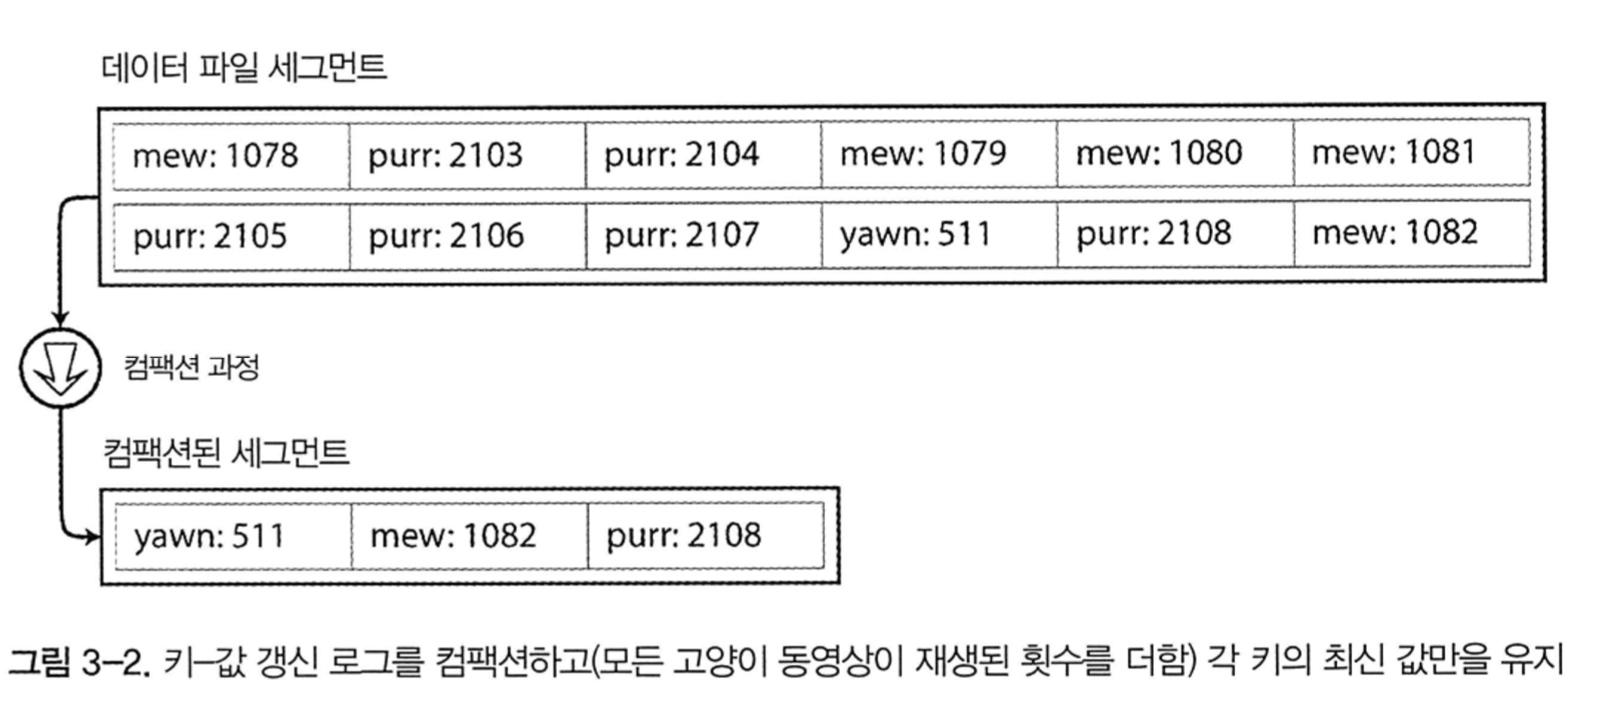 데이터 파일 세그먼트
mew: 1078 purr: 2103 purr: 2104 mew: 1079 mew: 1080 mew: 1081
purr: 2105 purr: 2106 purr: 2107 yawn: 511 purr: 2108 mew: 1082
컴팩션 과정
컴팩션된 세그먼트
yawn: 511 mew: 1082 purr: 2108
그림 3-2. 키-값 갱신 로그를 컴팩션하고(모든 고양이 동영상이 재생된 횟수를 더함) 각 키의 최신 값만을 유지